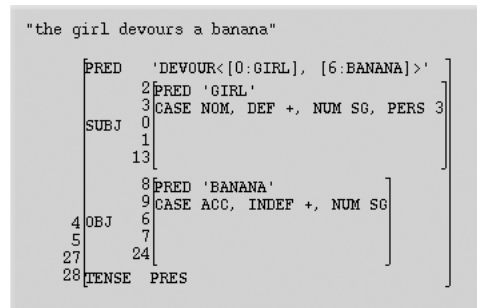 "the girl devours a banana"
PRED 'DEVOUR<[0:GIRL], [6:BANANA]>'
2 PRED 'GIRL'
3 CASE NOM, DEF +, NUM SG, PERS 3
SUBJ 0
1
13
8 PRED 'BANANA'
9 CASE ACC, INDEF +, NUM SG
4 OBJ 6
5 7
27 24
28 TENSE PRES